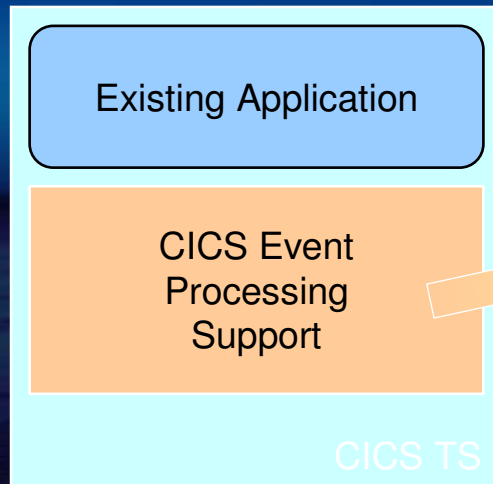 Existing Application
CICS Event
Processing
Support
CICS TS